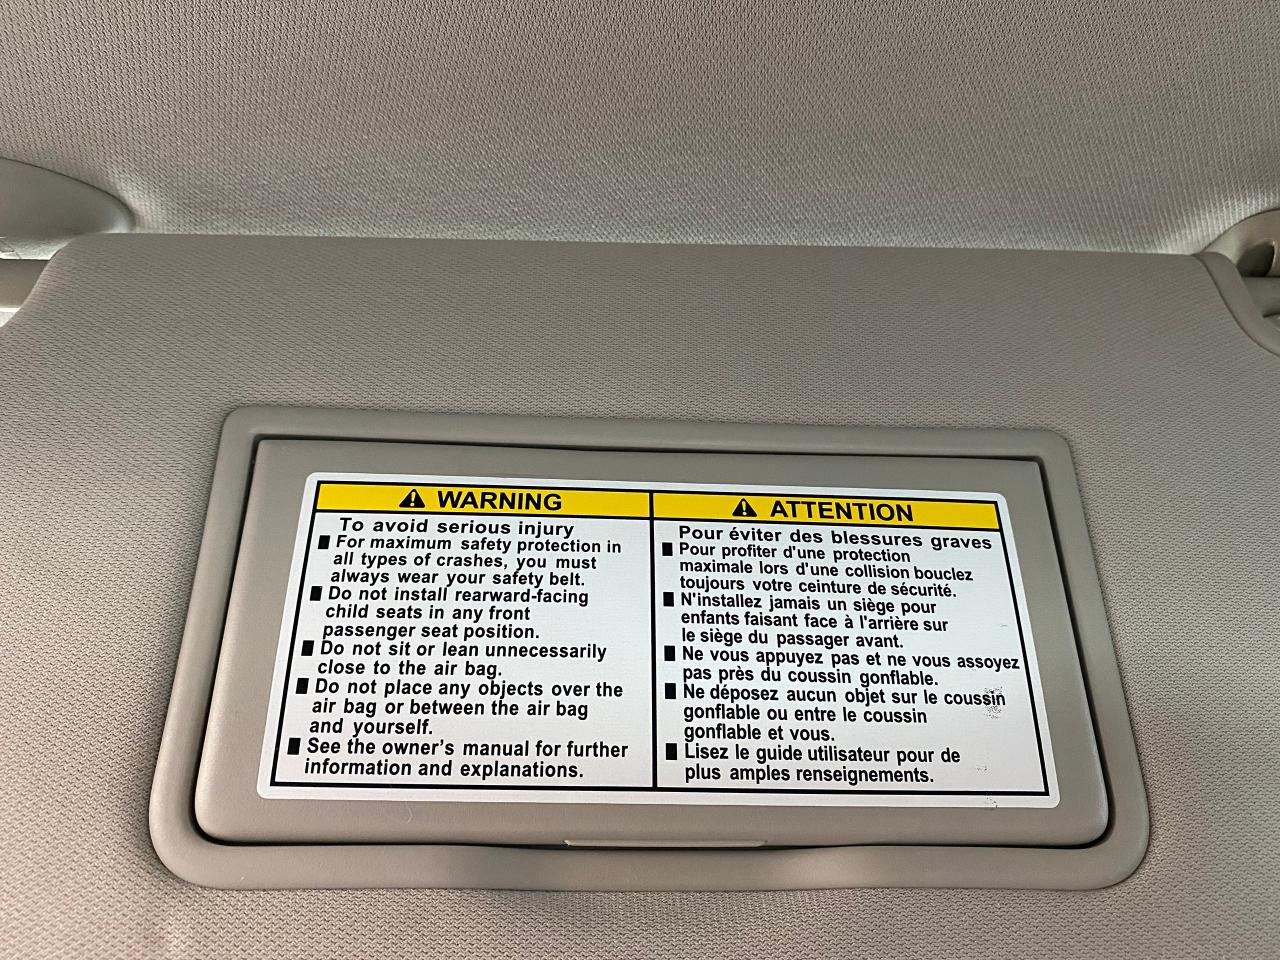 WARNING
To avoid serious injury
For maximum safety protection in
all types of crashes, you must
always wear your safety belt.
Do not install rearward-facing
child seats in any front
passenger seat position.
Do not sit or lean unnecessarily
close to the air bag.
Do not place any objects over the
air bag or between the air bag
and yourself.
See the owner's manual for further
information and explanations.
ATTENTION
Pour éviter des blessures graves
Pour profiter d'une protection
maximale lors d'une collision bouclez
toujours votre ceinture de sécurité.
N'installez jamais un siège pour
enfants faisant face à l'arrière sur
le siège du passager avant.
Ne vous appuyez pas et ne vous assoyez
pas près du coussin gonflable.
Ne déposez aucun objet sur le coussin
gonflable ou entre le coussin
gonflable et vous.
Lisez le guide utilisateur pour de
plus amples renseignements.